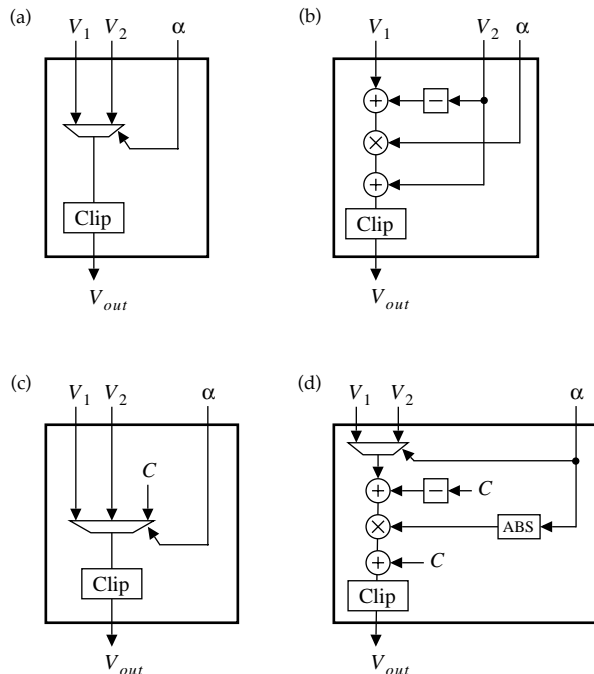 (a)
V1 V2 α
Clip
Vout
(b)
V1 V2 α
+ −
×
+
Clip
Vout
(c)
V1 V2 α
C
Clip
Vout
(d)
V1 V2 α
+ − C
× ABS
+ C
Clip
Vout